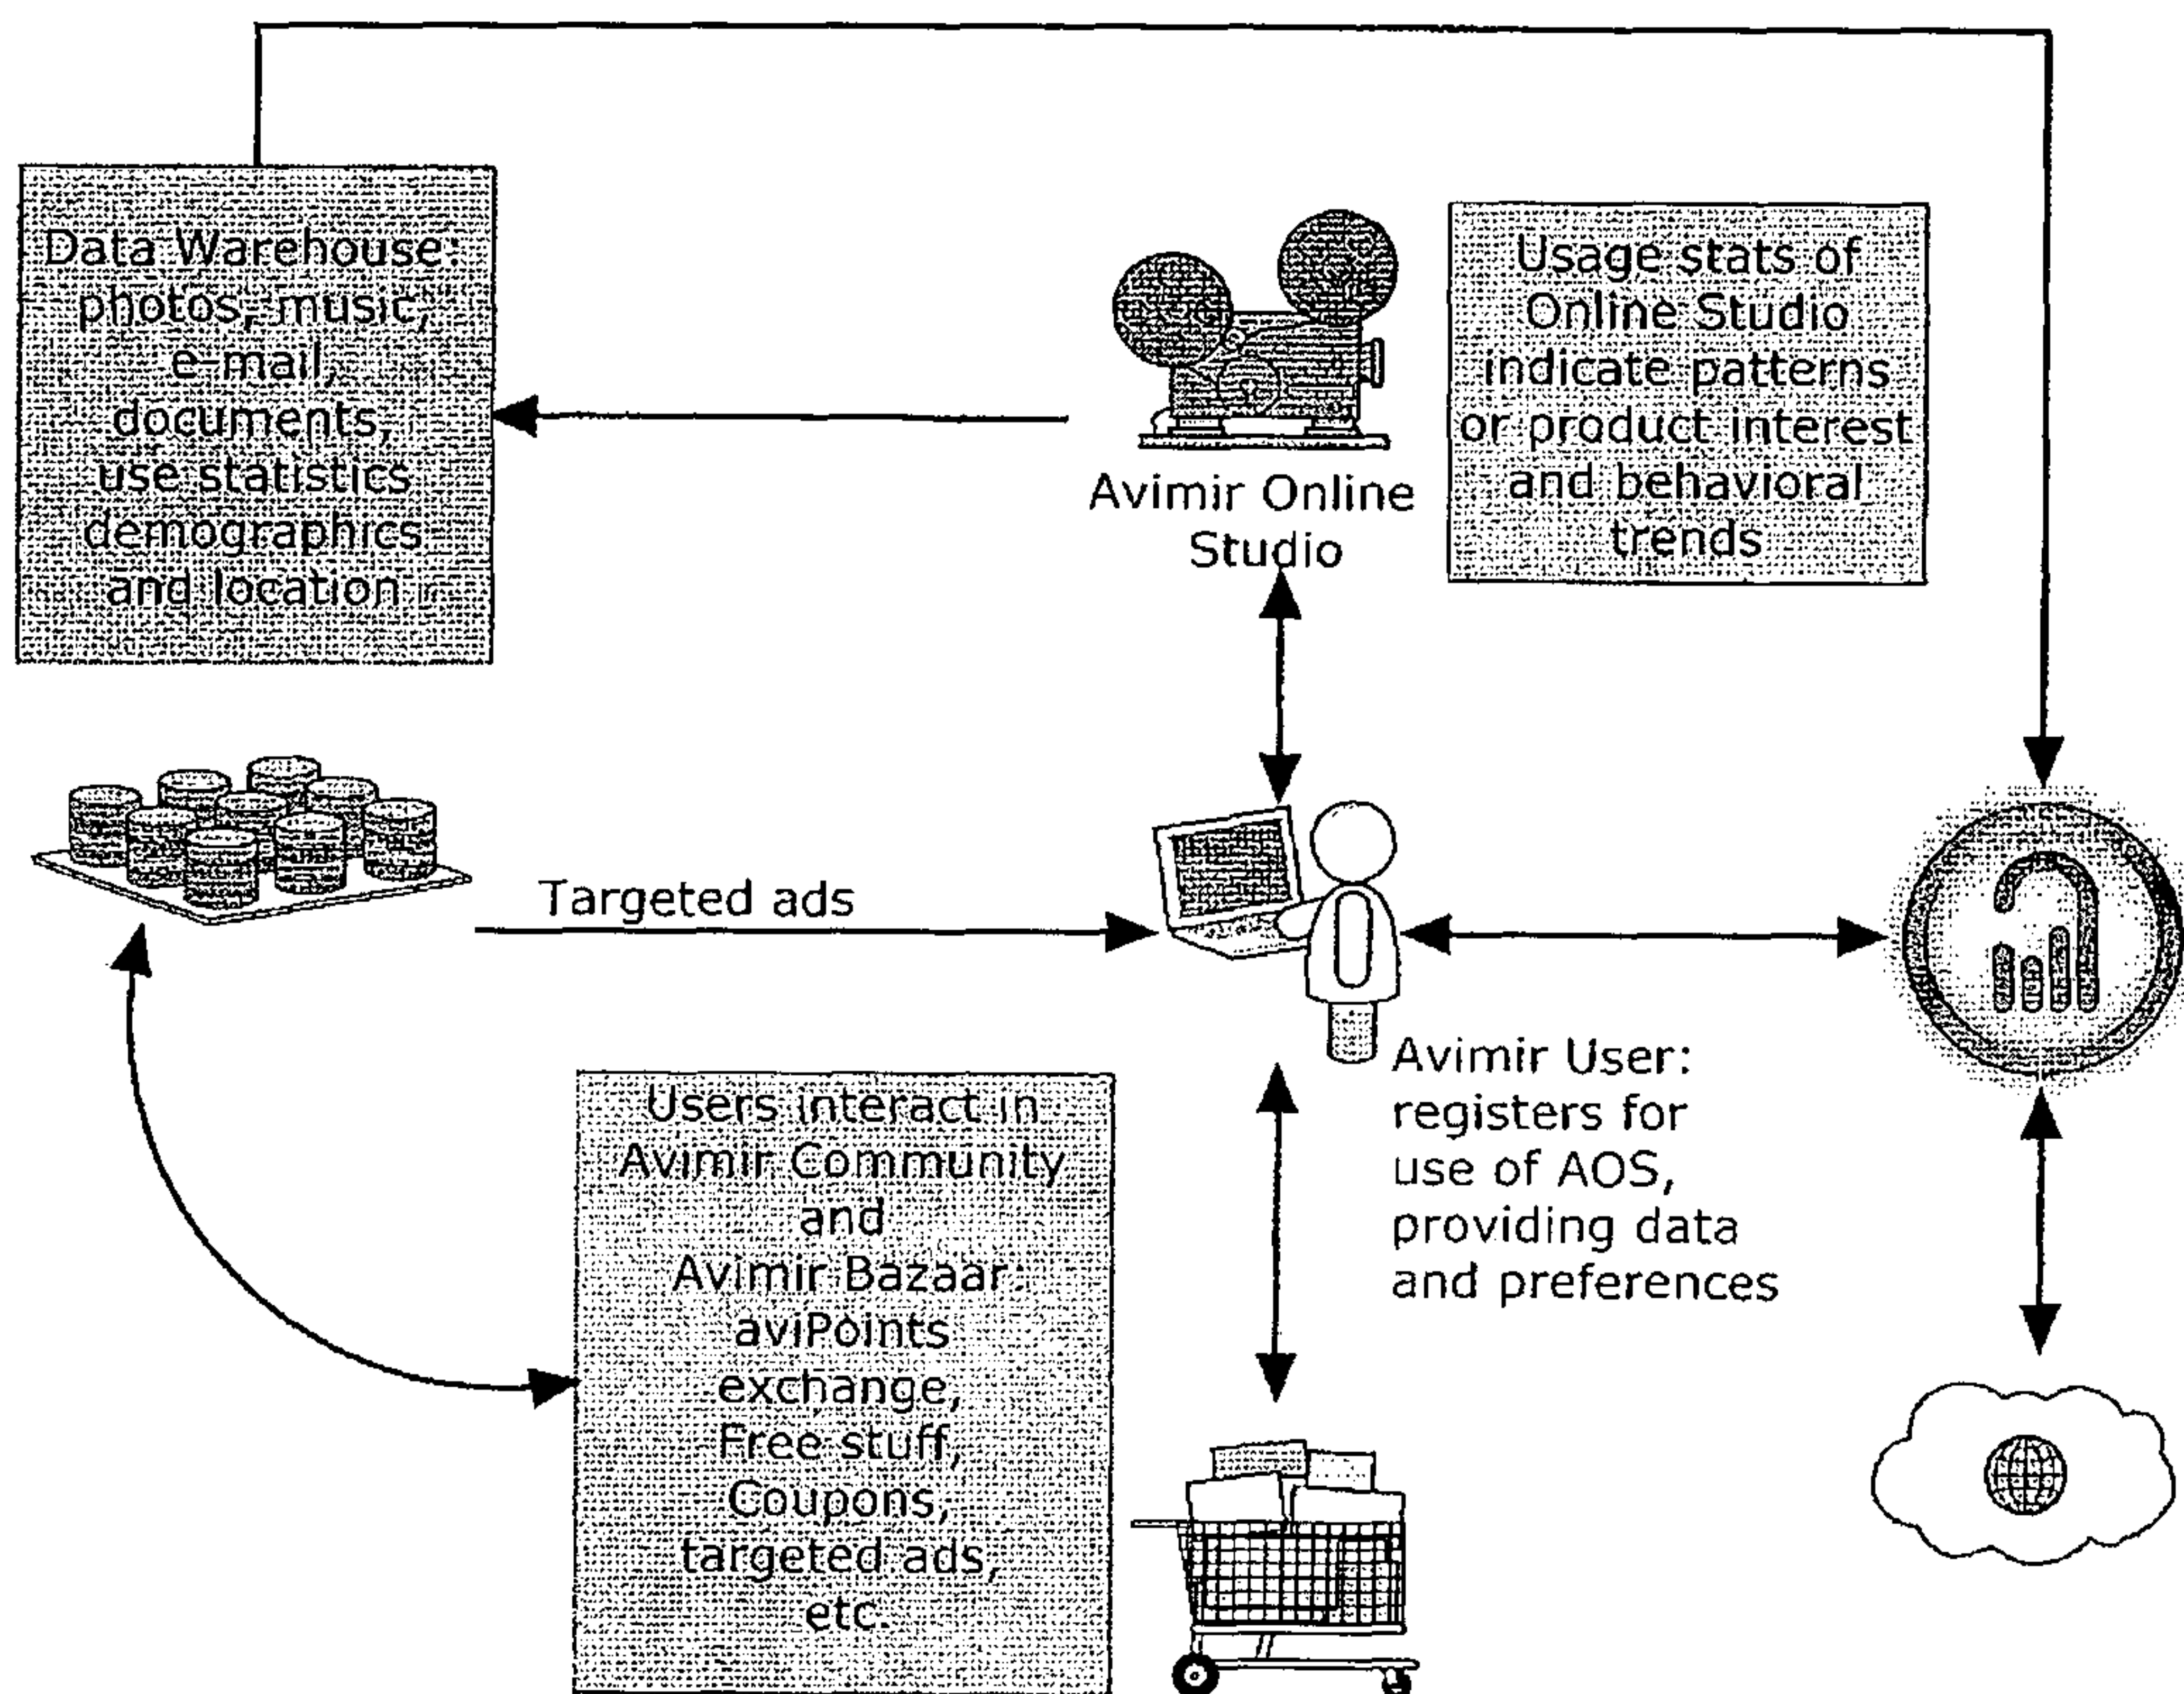 Data Warehouse:
photos, music,
e-mail,
documents,
use statistics
demographics
and location
Avimir Online
Studio
Usage stats of
Online Studio
indicate patterns
or product interest
and behavioral
trends
Targeted ads
Avimir User:
registers for
use of AOS,
providing data
and preferences
Users interact in
Avimir Community
and
Avimir Bazaar:
aviPoints
exchange,
Free stuff,
Coupons,
targeted ads,
etc.